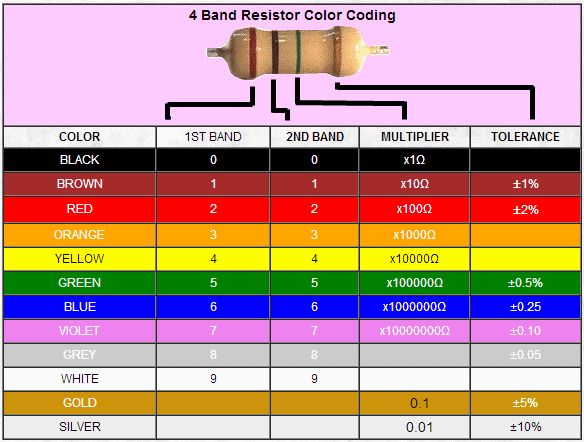 4 Band Resistor Color Coding
COLOR 1ST BAND 2ND BAND MULTIPLIER TOLERANCE
BLACK 0 0 x1Ω
BROWN 1 1 x10Ω ±1%
RED 2 2 x100Ω ±2%
ORANGE 3 3 x1000Ω
YELLOW 4 4 x10000Ω
GREEN 5 5 x100000Ω ±0.5%
BLUE 6 6 x1000000Ω ±0.25
VIOLET 7 7 x10000000Ω ±0.10
GREY 8 8 ±0.05
WHITE 9 9
GOLD 0.1 ±5%
SILVER 0.01 ±10%